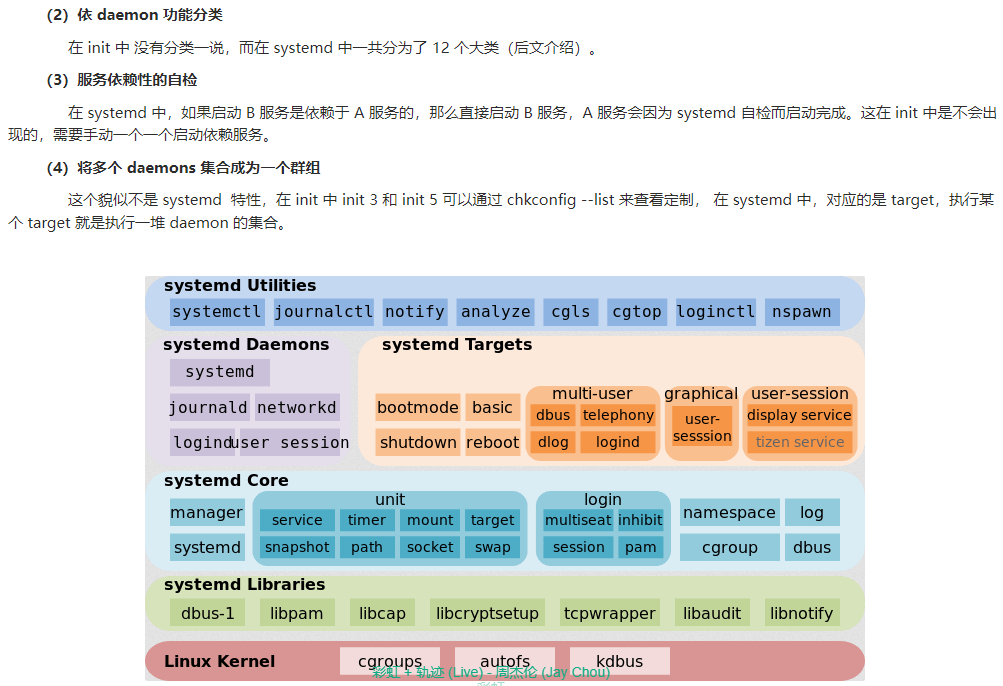 （2）依 daemon 功能分类
在 init 中 没有分类一说，而在 systemd 中一共分为了 12 个大类（后文介绍）。
（3）服务依赖性的自检
在 systemd 中，如果启动 B 服务是依赖于 A 服务的，那么直接启动 B 服务，A 服务会因为 systemd 自检而启动完成。这在 init 中是不会出
现的，需要手动一个一个启动依赖服务。
（4）将多个 daemons 集合成为一个群组
这个貌似不是 systemd 特性，在 init 中 init 3 和 init 5 可以通过 chkconfig --list 来查看定制， 在 systemd 中，对应的是 target，执行某
个 target 就是执行一堆 daemon 的集合。
systemd Utilities
systemctl journalctl notify analyze cgls cgtop loginctl nspawn
systemd Daemons
systemd
journald networkd
logind user session
systemd Targets
bootmode basic
shutdown reboot
multi-user
dbus telephony
dlog logind
graphical
user-
sesssion
user-session
display service
tizen service
systemd Core
manager
systemd
unit
service timer mount target
snapshot path socket swap
login
multiseat inhibit
session pam
namespace log
cgroup dbus
systemd Libraries
dbus-1 libpam libcap libcryptsetup tcpwrapper libaudit libnotify
Linux Kernel cgroups autofs kdbus
彩虹 + 轨迹 (Live) - 周杰伦 (Jay Chou)